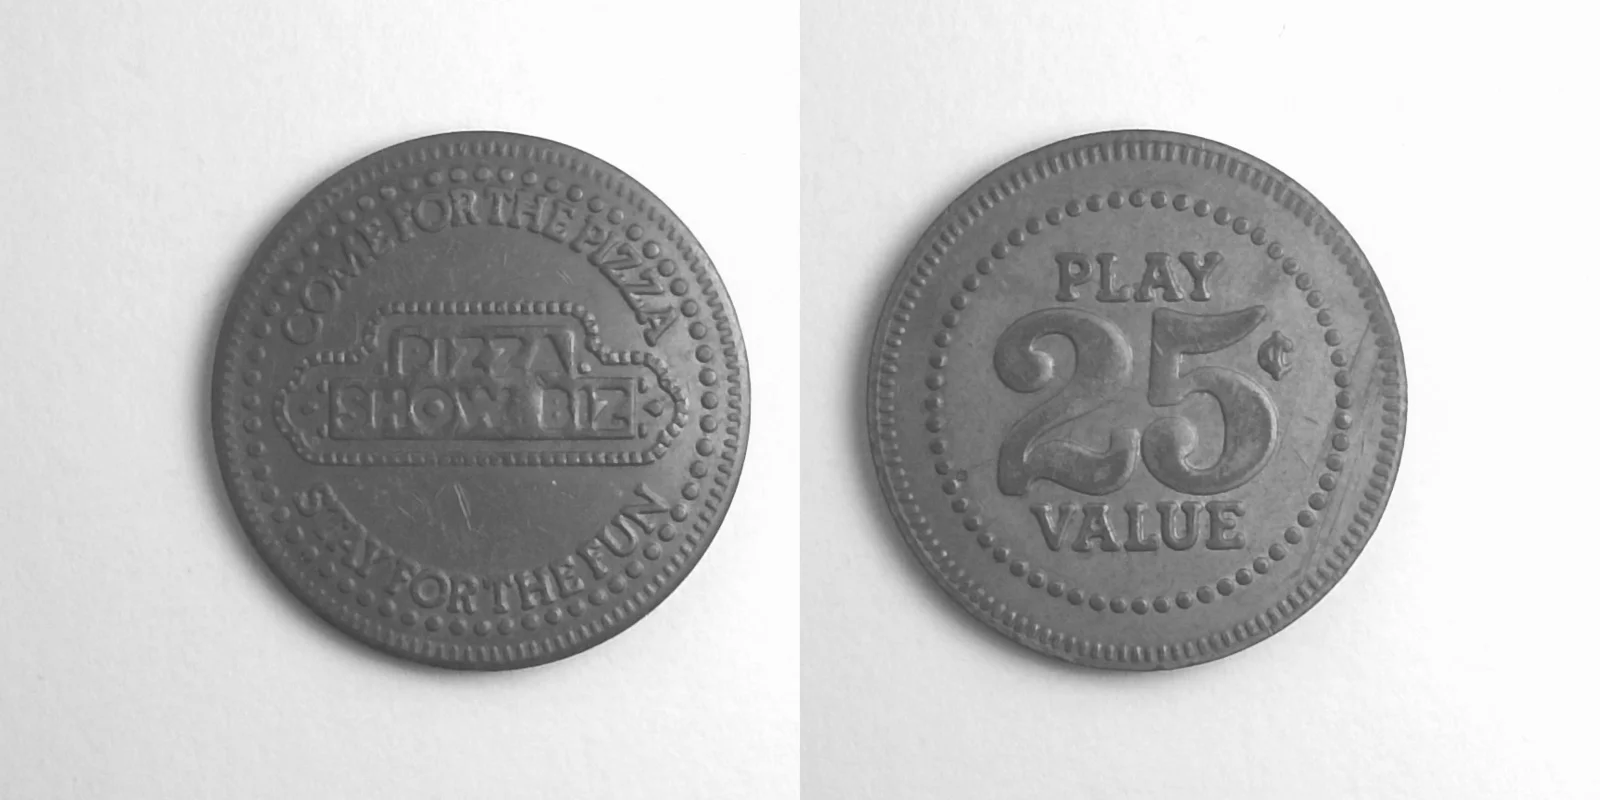 COME FOR THE PIZZA
PIZZA
SHOW BIZ
STAY FOR THE FUN
PLAY
25¢
VALUE